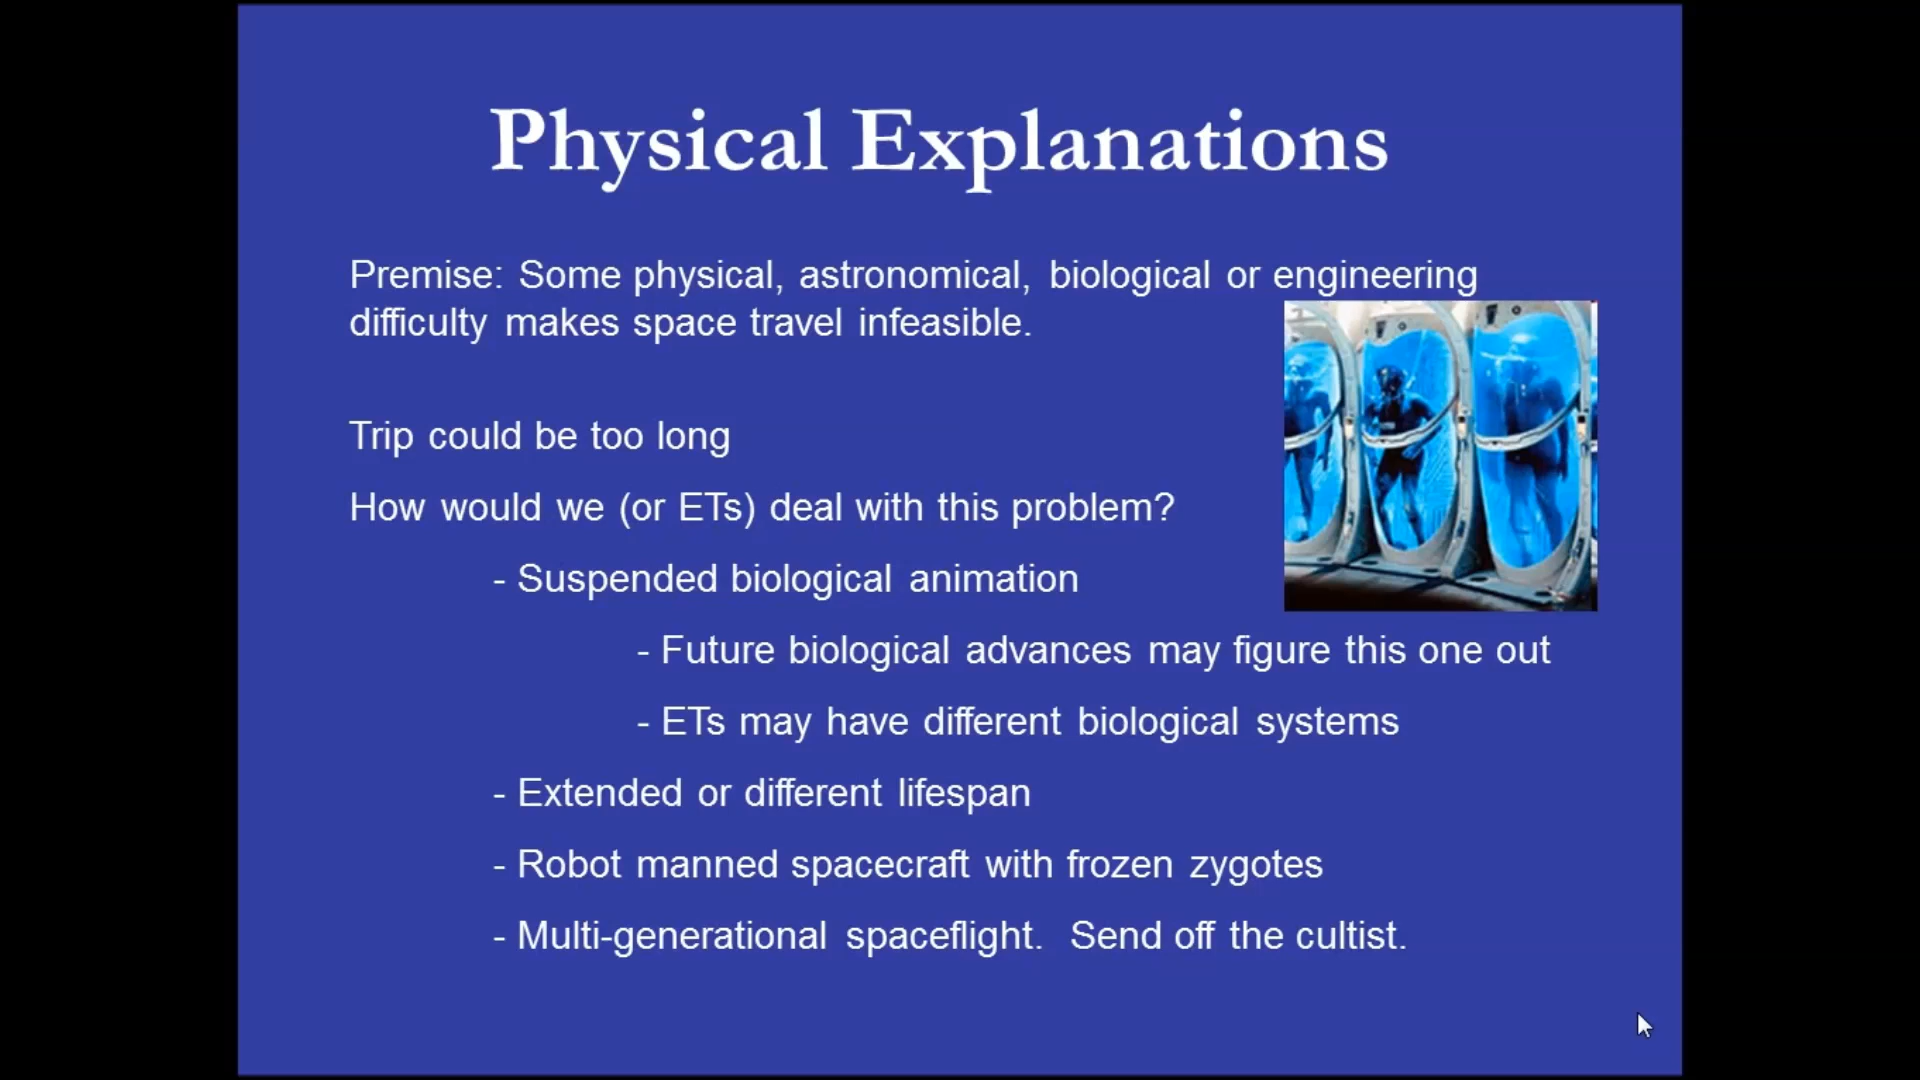 Physical Explanations
Premise: Some physical, astronomical, biological or engineering
difficulty makes space travel infeasible.
Trip could be too long
How would we (or ETs) deal with this problem?
- Suspended biological animation
- Future biological advances may figure this one out
- ETs may have different biological systems
- Extended or different lifespan
- Robot manned spacecraft with frozen zygotes
- Multi-generational spaceflight. Send off the cultist.